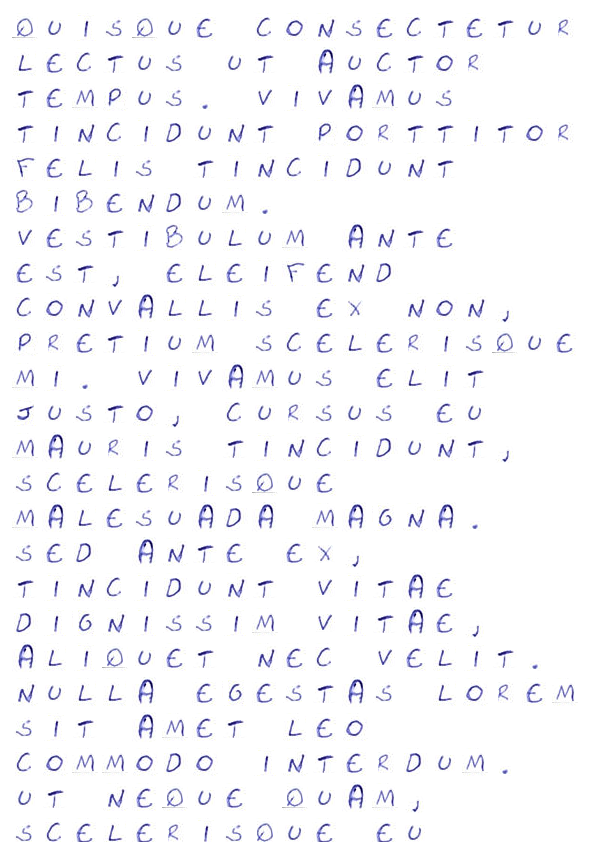 QUISQUE CONSECTETUR
LECTUS UT AUCTOR
TEMPUS. VIVAMUS
TINCIDUNT PORTTITOR
FELIS TINCIDUNT
BIBENDUM.
VESTIBULUM ANTE
EST, ELEIFEND
CONVALLIS EX NON,
PRETIUM SCELERISQUE
MI. VIVAMUS ELIT
JUSTO, CURSUS EU
MAURIS TINCIDUNT,
SCELERISQUE
MALESUADA MAGNA.
SED ANTE EX,
TINCIDUNT VITAE
DIGNISSIM VITAE,
ALIQUET NEC VELIT.
NULLA EGESTAS LOREM
SIT AMET LEO
COMMODO INTERDUM.
UT NEQUE QUAM,
SCELERISQUE EU